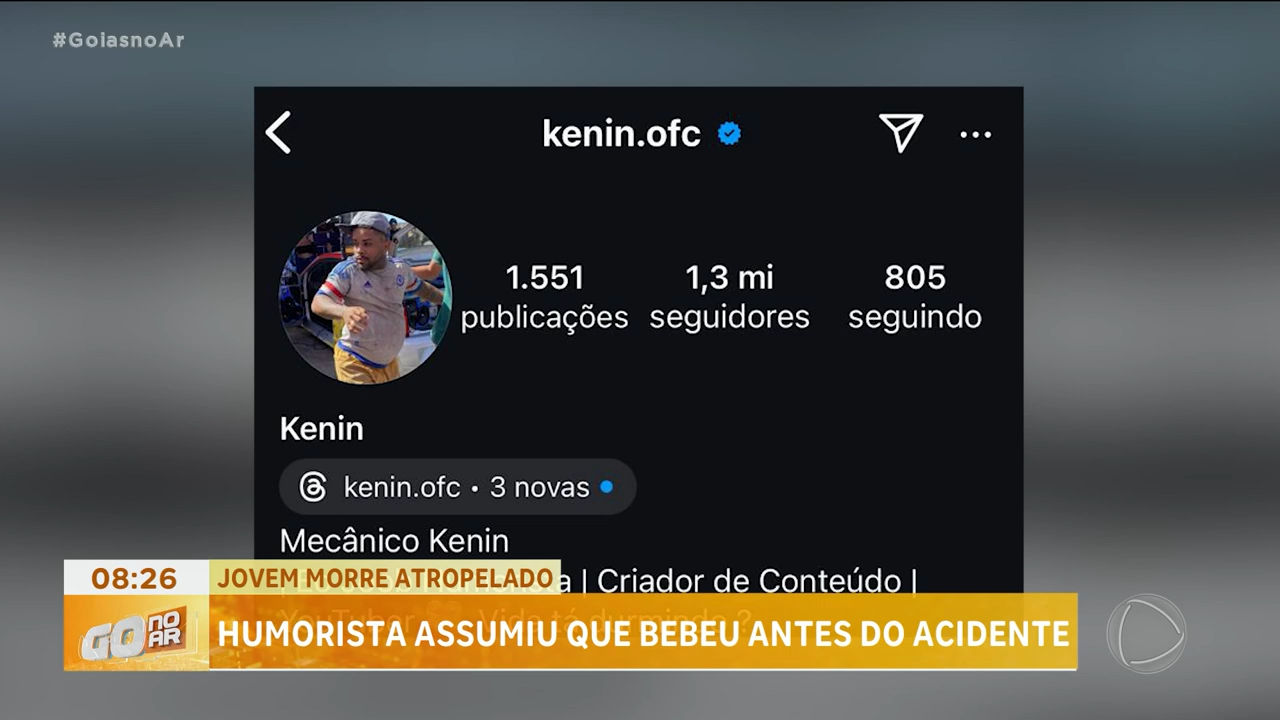 #GoiasnoAr
kenin.ofc
1.551
publicações
1,3 mi
seguidores
805
seguindo
Kenin
kenin.ofc • 3 novas
Mecânico Kenin
a | Criador de Conteúdo |
08:26
JOVEM MORRE ATROPELADO
GO NO AR
HUMORISTA ASSUMIU QUE BEBEU ANTES DO ACIDENTE